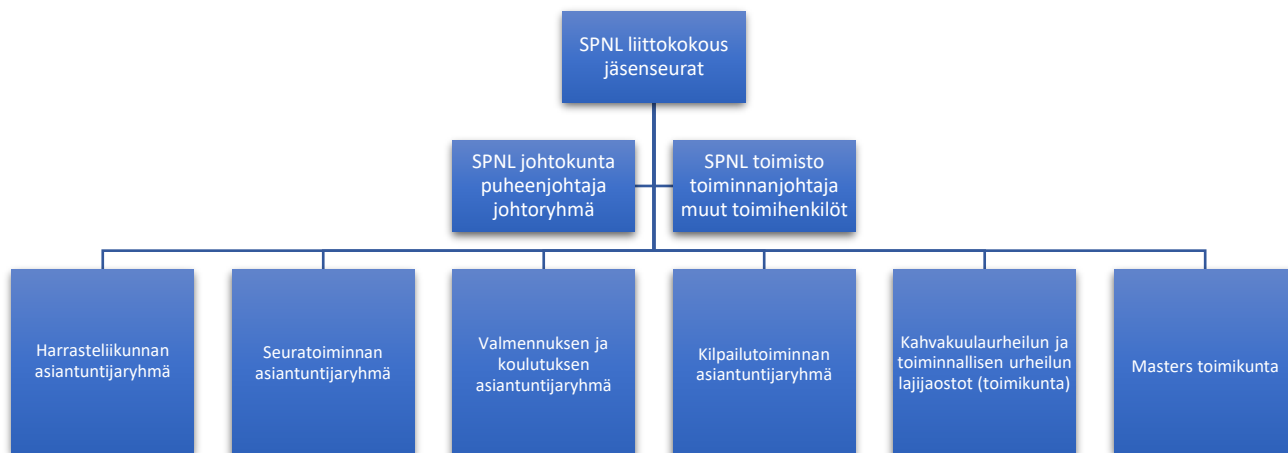 SPNL liittokokous
jäsenseurat
SPNL johtokunta
puheenjohtaja
johtoryhmä
SPNL toimisto
toiminnanjohtaja
muut toimihenkilöt
Harrasteliikunnan
asiantuntijaryhmä
Seuratoiminnan
asiantuntijaryhmä
Valmennuksen ja
koulutuksen
asiantuntijaryhmä
Kilpailutoiminnan
asiantuntijaryhmä
Kahvakuulaurheilun ja
toiminnallisen urheilun
lajijaostot (toimikunta)
Masters toimikunta